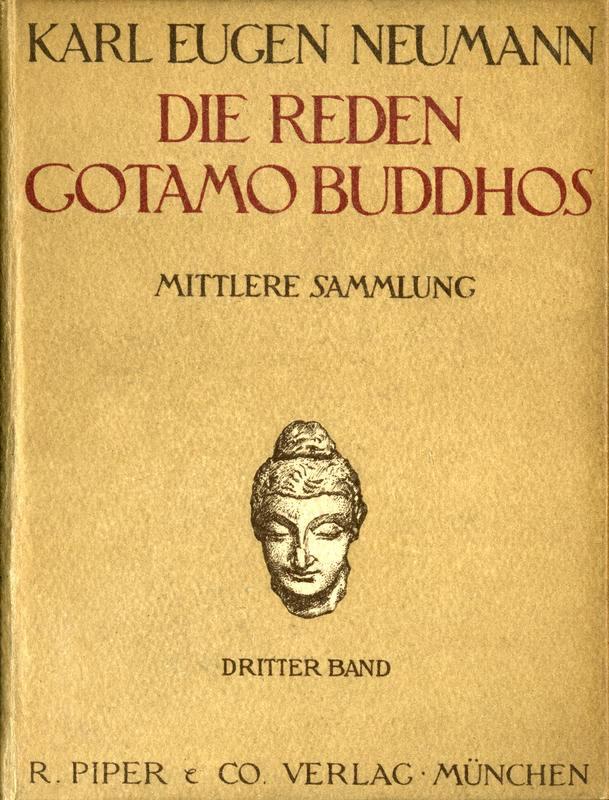 KARL EUGEN NEUMANN
DIE REDEN
GOTAMO BUDDHOS
MITTLERE SAMMLUNG
DRITTER BAND
R. PIPER & CO. VERLAG · MÜNCHEN